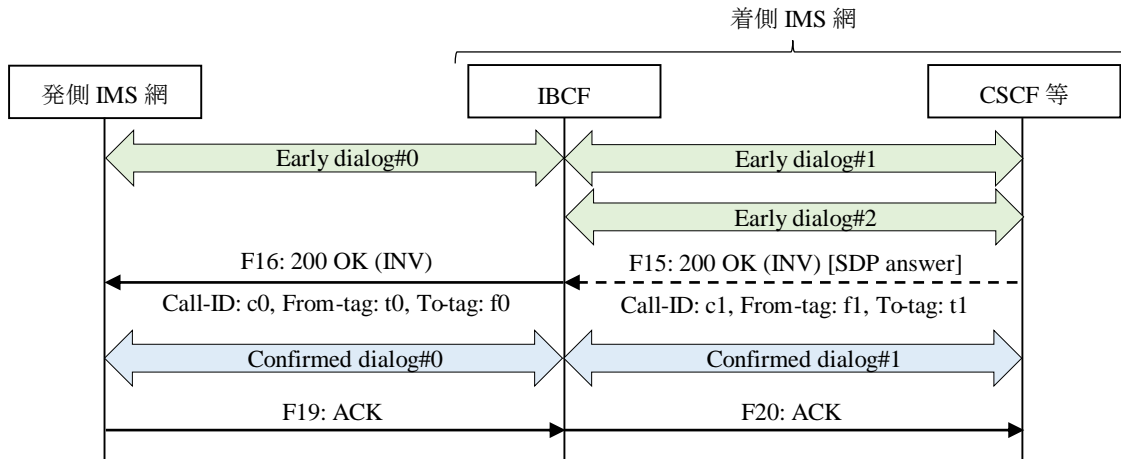 着側 IMS 網
発側 IMS 網
IBCF
CSCF 等
Early dialog#0
Early dialog#1
Early dialog#2
F16: 200 OK (INV)
F15: 200 OK (INV) [SDP answer]
Call-ID: c0, From-tag: t0, To-tag: f0
Call-ID: c1, From-tag: f1, To-tag: t1
Confirmed dialog#0
Confirmed dialog#1
F19: ACK
F20: ACK